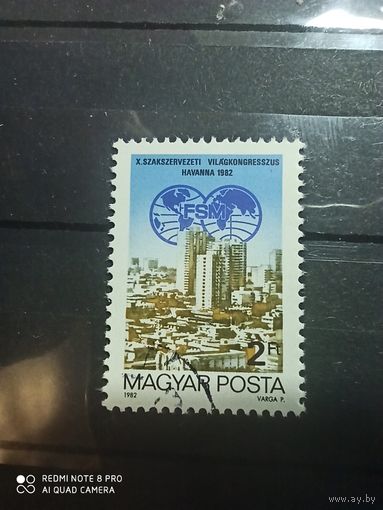 X.SZAKSZERVEZETI VILÁGKONGRESSZUS
HAVANNA 1982
FSM
2Ft
MAGYAR POSTA
1982 VARGA P.
REDMI NOTE 8 PRO
AI QUAD CAMERA
www.ay.by